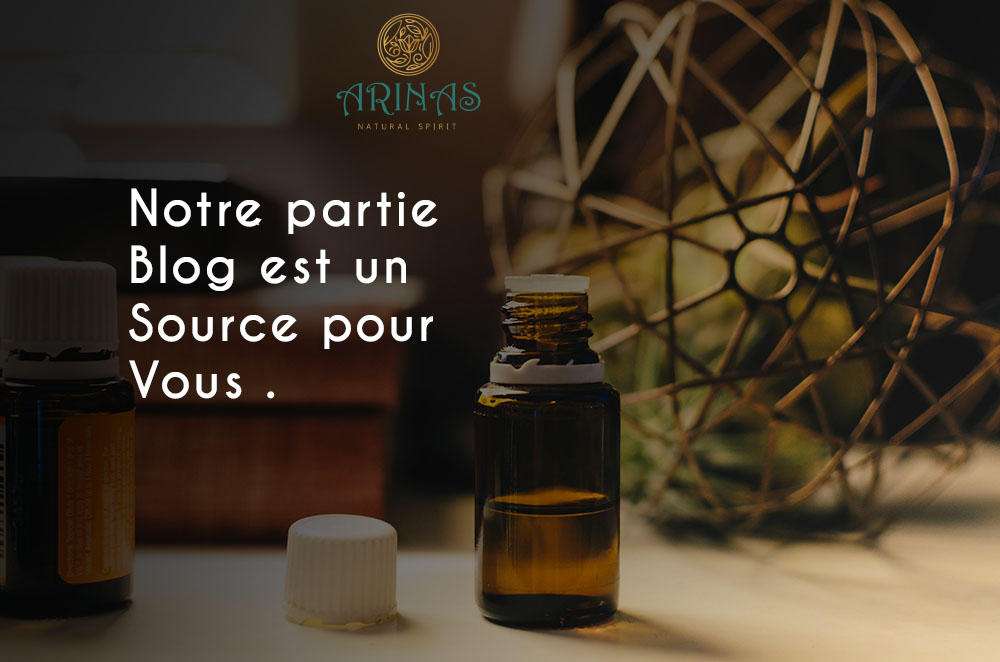 ARINAS
NATURAL SPIRIT
Notre partie
Blog est un
Source pour
Vous .